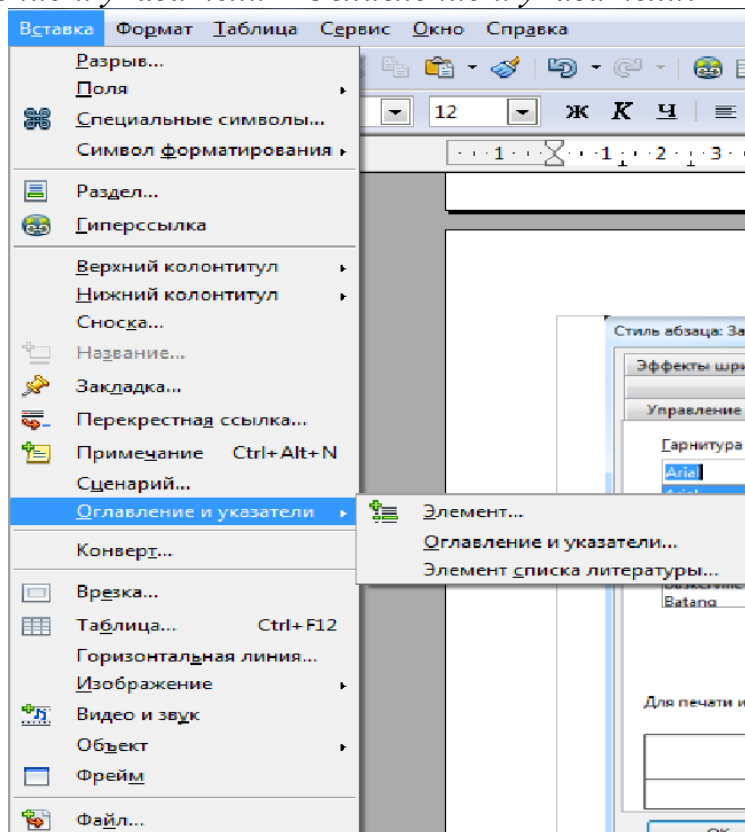 Вставка Формат Таблица Сервис Окно Справка
Разрыв...
Поля
Специальные символы...
12 Ж К Ч
Символ форматирования
1 1 2 3
Раздел...
Гиперссылка
Верхний колонтитул
Нижний колонтитул
Сноска...
Стиль абзаца: За
Название...
Эффекты шри
Закладка...
Управление
Перекрестная ссылка...
Гарнитура
Примечание Ctrl+Alt+N
Arial
Сценарий...
Оглавление и указатели
Элемент...
Оглавление и указатели...
Элемент списка литературы...
Конверт...
Batang
Врезка...
Таблица... Ctrl+F12
Горизонтальная линия...
Изображение
Для печати и
Видео и звук
Объект
Фрейм
Файл...
OK